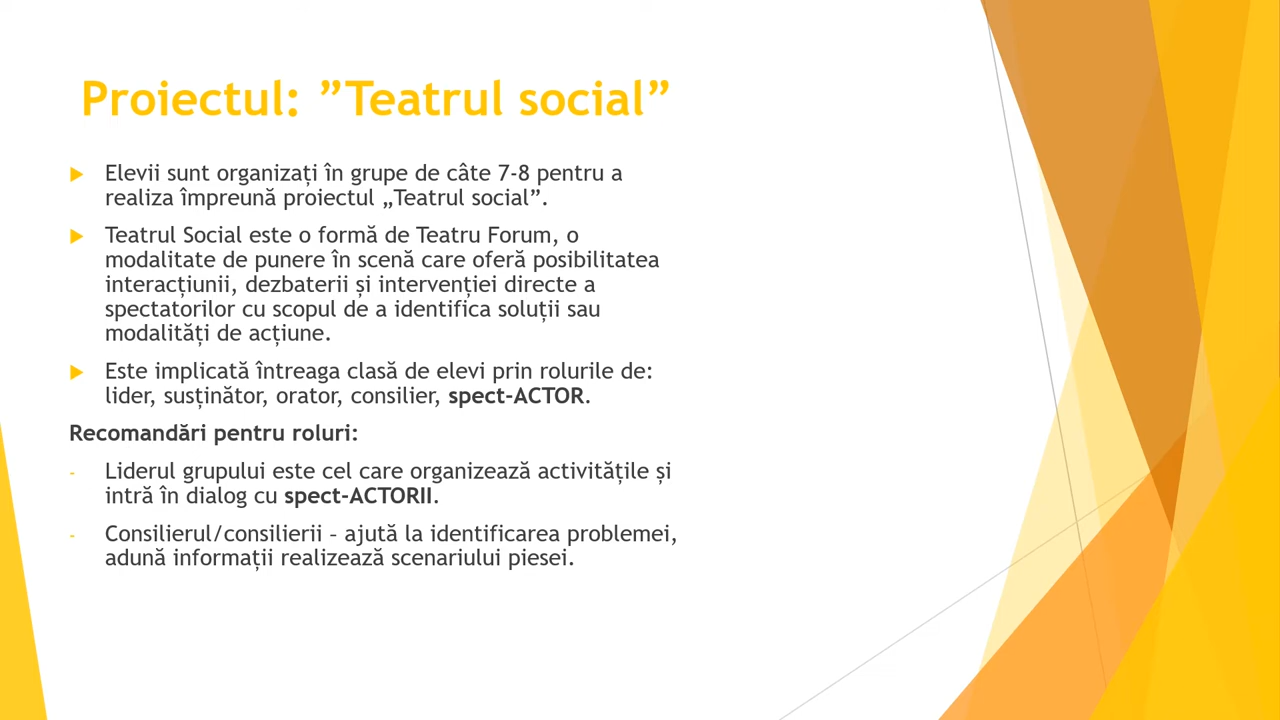 Proiectul: ”Teatrul social”
Elevii sunt organizați în grupe de câte 7-8 pentru a
realiza împreună proiectul „Teatrul social”.
Teatrul Social este o formă de Teatru Forum, o
modalitate de punere în scenă care oferă posibilitatea
interacțiunii, dezbaterii și intervenției directe a
spectatorilor cu scopul de a identifica soluții sau
modalități de acțiune.
Este implicată întreaga clasă de elevi prin rolurile de:
lider, susținător, orator, consilier, spect-ACTOR.
Recomandări pentru roluri:
- Liderul grupului este cel care organizează activitățile și
intră în dialog cu spect-ACTORII.
- Consilierul/consilierii – ajută la identificarea problemei,
adună informații realizează scenariului piesei.